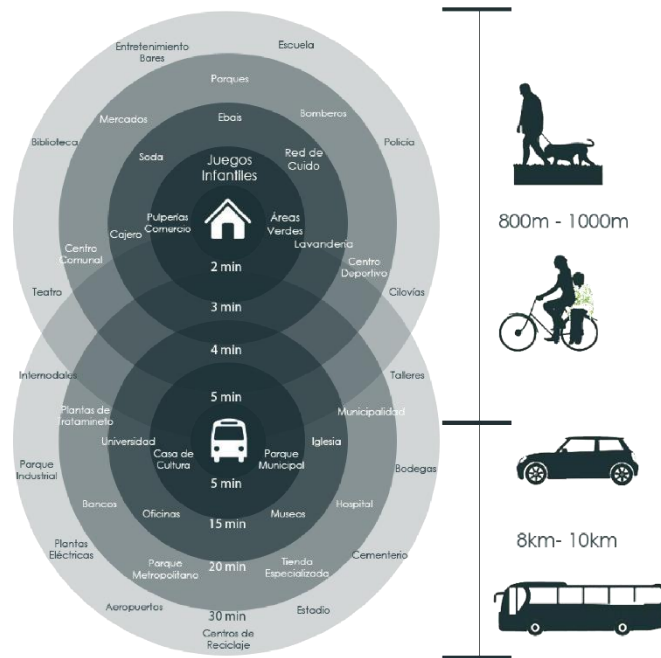 Entretenimiento
Bares
Escuela
Parques
Mercados
Ebais
Bomberos
Biblioteca
Soda
Juegos
Infantiles
Red de
Cuido
Policía
Pulperías
Comercio
Áreas
Verdes
800m - 1000m
Cajero
Lavandería
Centro
Comunal
Centro
Deportivo
2 min
Teatro
Cilovías
3 min
4 min
Internodales
Talleres
5 min
Plantas de
Tratamineto
Municipalidad
Universidad
Iglesia
Casa de
Cultura
Parque
Municipal
Parque
Industrial
Bodegas
5 min
Bancos
Oficinas
Museos
Hospital
15 min
8km- 10km
Plantas
Eléctricas
Cementerio
Parque
Metropolitano
20 min
Tienda
Especializada
Aeropuertos
Estadio
30 min
Centros de
Reciclaje